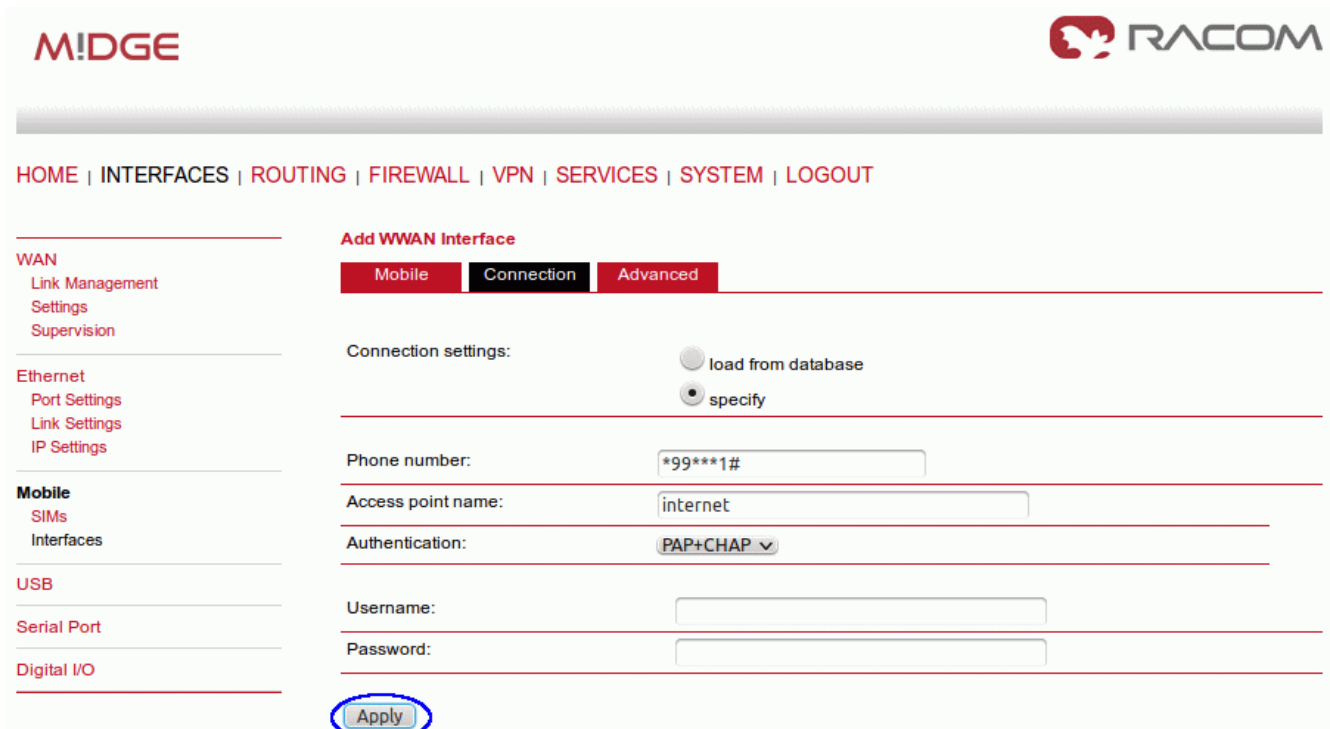 M!DGE
RACOM
HOME | INTERFACES | ROUTING | FIREWALL | VPN | SERVICES | SYSTEM | LOGOUT
WAN
Link Management
Settings
Supervision
Ethernet
Port Settings
Link Settings
IP Settings
Mobile
SIMs
Interfaces
USB
Serial Port
Digital I/O
Add WWAN Interface
Mobile Connection Advanced
Connection settings:
load from database
specify
Phone number: *99***1#
Access point name: internet
Authentication: PAP+CHAP
Username:
Password:
Apply